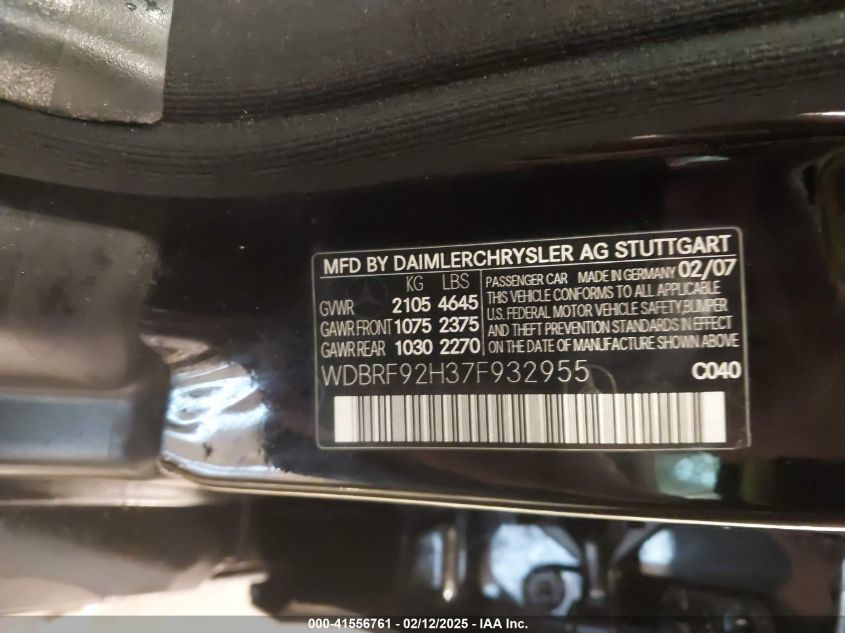 MFD BY DAIMLERCHRYSLER AG STUTTGART
KG LBS
GVWR 2105 4645
GAWR FRONT 1075 2375
GAWR REAR 1030 2270
PASSENGER CAR MADE IN GERMANY 02/07
THIS VEHICLE CONFORMS TO ALL APPLICABLE
U.S. FEDERAL MOTOR VEHICLE SAFETY,BUMPER
AND THEFT PREVENTION STANDARDS IN EFFECT
ON THE DATE OF MANUFACTURE SHOWN ABOVE
WDBRF92H37F932955 C040
000-41556761 - 02/12/2025 - IAA Inc.